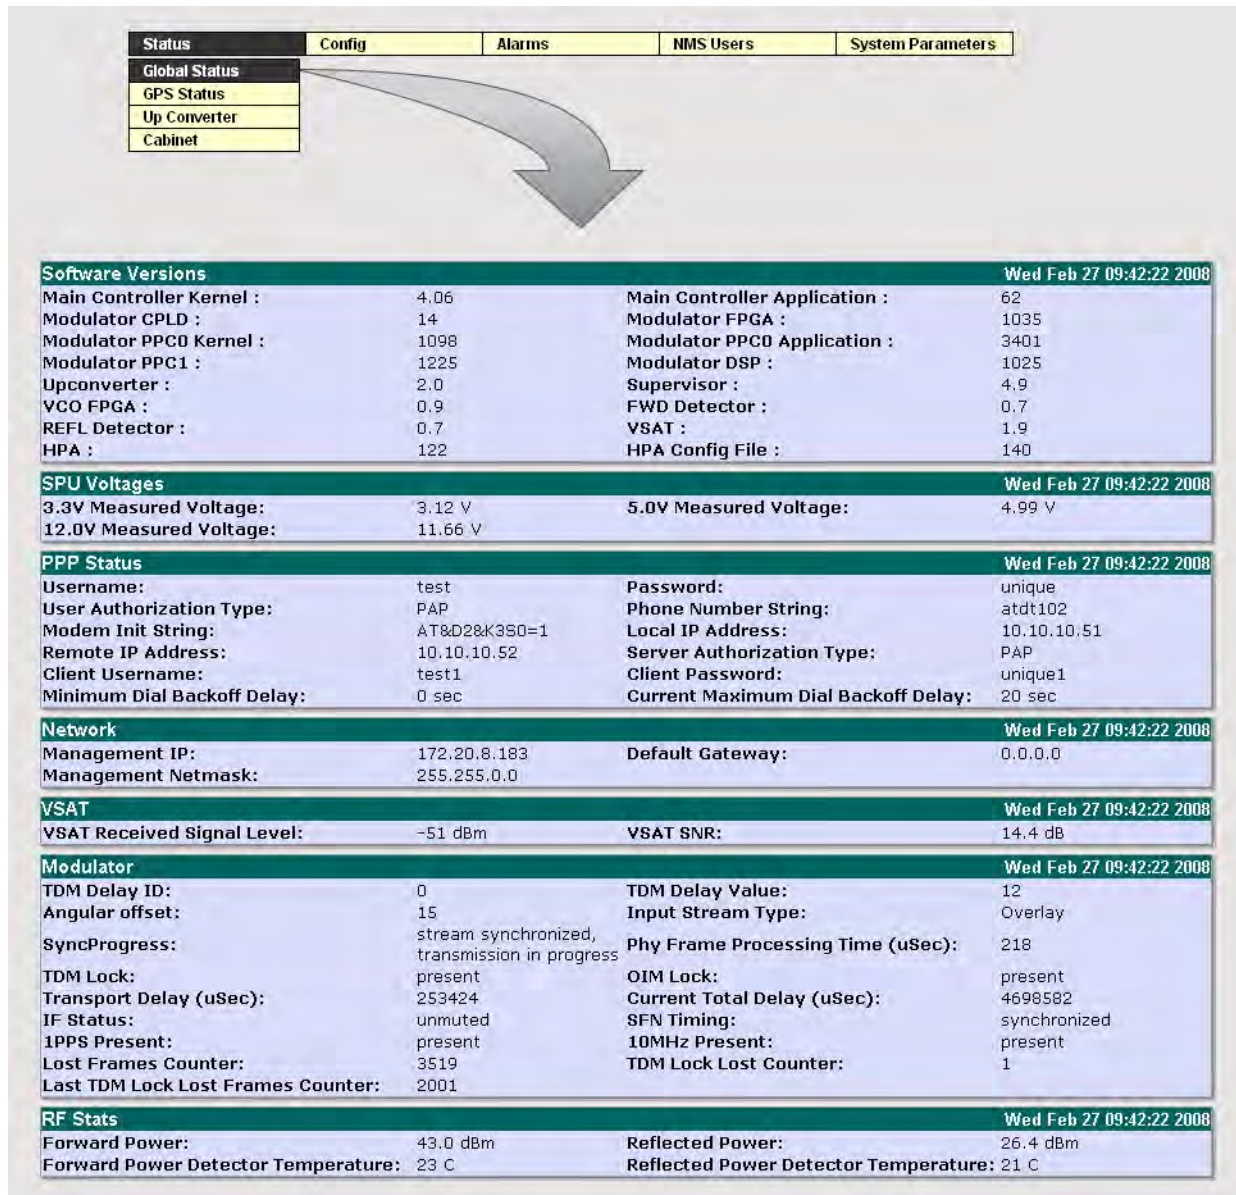 Status Config Alarms NMS Users System Parameters
Global Status
GPS Status
Up Converter
Cabinet
Software Versions Wed Feb 27 09:42:22 2008
Main Controller Kernel : 4.06 Main Controller Application : 62
Modulator CPLD : 14 Modulator FPGA : 1035
Modulator PPC0 Kernel : 1098 Modulator PPC0 Application : 3401
Modulator PPC1 : 1225 Modulator DSP : 1025
Upconverter : 2.0 Supervisor : 4.9
VCO FPGA : 0.9 FWD Detector : 0.7
REFL Detector : 0.7 VSAT : 1.9
HPA : 122 HPA Config File : 140
SPU Voltages Wed Feb 27 09:42:22 2008
3.3V Measured Voltage: 3.12 V 5.0V Measured Voltage: 4.99 V
12.0V Measured Voltage: 11.66 V
PPP Status Wed Feb 27 09:42:22 2008
Username: test Password: unique
User Authorization Type: PAP Phone Number String: atdt102
Modem Init String: AT&D2&K3S0=1 Local IP Address: 10.10.10.51
Remote IP Address: 10.10.10.52 Server Authorization Type: PAP
Client Username: test1 Client Password: unique1
Minimum Dial Backoff Delay: 0 sec Current Maximum Dial Backoff Delay: 20 sec
Network Wed Feb 27 09:42:22 2008
Management IP: 172.20.8.183 Default Gateway: 0.0.0.0
Management Netmask: 255.255.0.0
VSAT Wed Feb 27 09:42:22 2008
VSAT Received Signal Level: -51 dBm VSAT SNR: 14.4 dB
Modulator Wed Feb 27 09:42:22 2008
TDM Delay ID: 0 TDM Delay Value: 12
Angular offset: 15 Input Stream Type: Overlay
SyncProgress: stream synchronized, transmission in progress Phy Frame Processing Time (uSec): 218
TDM Lock: present OIM Lock: present
Transport Delay (uSec): 253424 Current Total Delay (uSec): 4698582
IF Status: unmuted SFN Timing: synchronized
1PPS Present: present 10MHz Present: present
Lost Frames Counter: 3519 TDM Lock Lost Counter: 1
Last TDM Lock Lost Frames Counter: 2001
RF Stats Wed Feb 27 09:42:22 2008
Forward Power: 43.0 dBm Reflected Power: 26.4 dBm
Forward Power Detector Temperature: 23 C Reflected Power Detector Temperature: 21 C